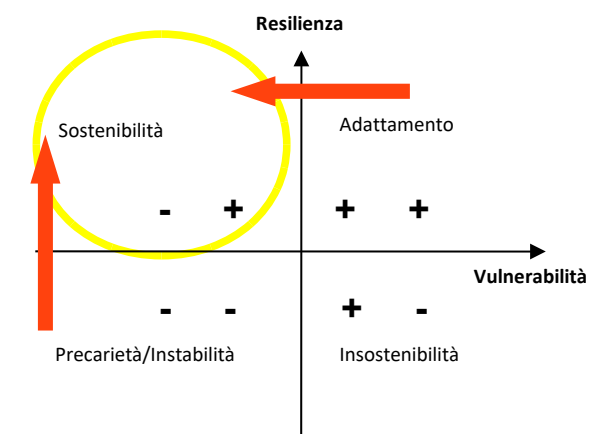 Resilienza
Sostenibilità
Adattamento
- + + +
Vulnerabilità
- - + -
Precarietà/Instabilità
Insostenibilità